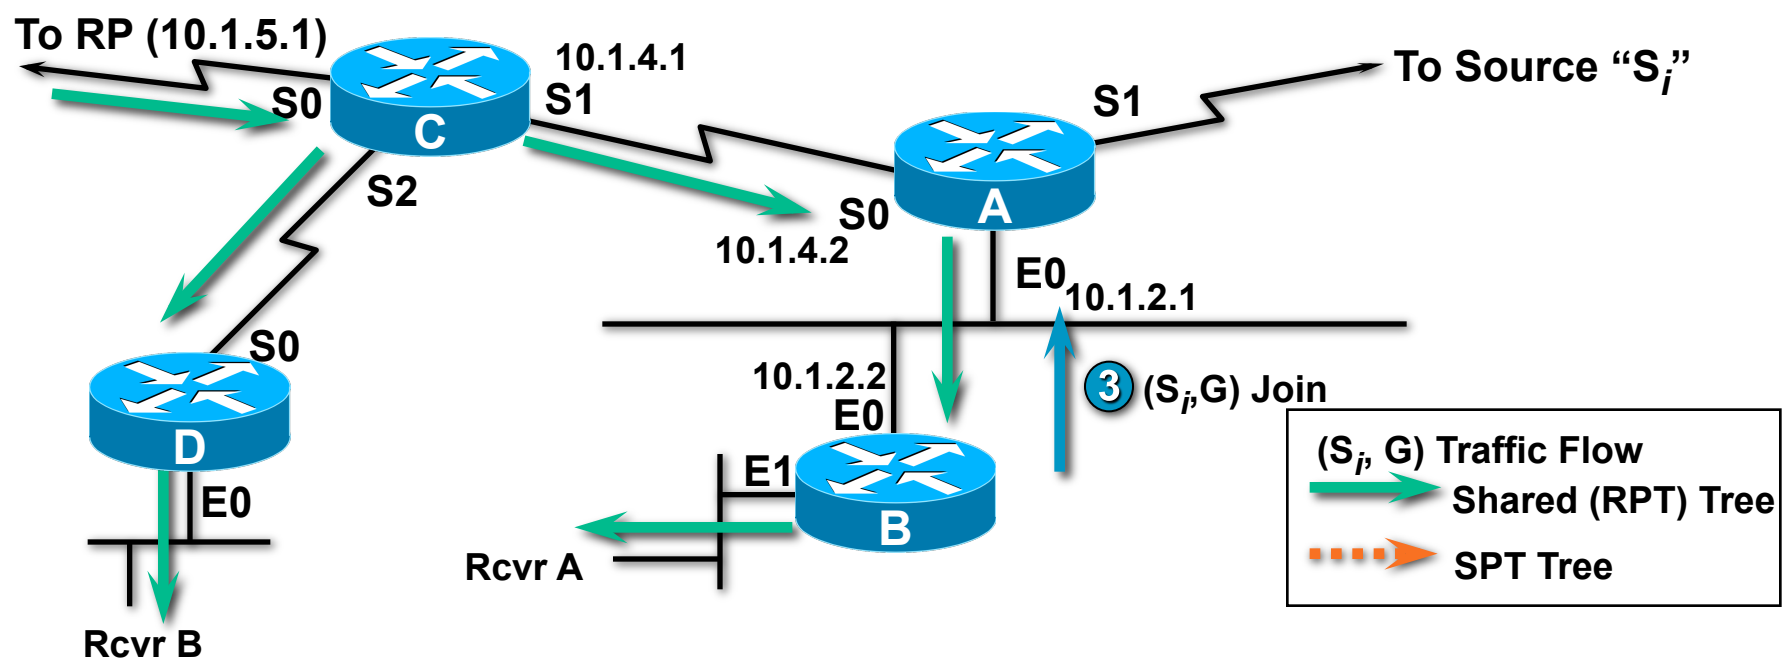 To RP (10.1.5.1)
10.1.4.1
To Source “Si”
S0
C
S1
S1
S2
A
S0
10.1.4.2
E0
10.1.2.1
S0
10.1.2.2
3 (Si,G) Join
E0
D
E1
(Si, G) Traffic Flow
E0
B
Shared (RPT) Tree
Rcvr A
SPT Tree
Rcvr B